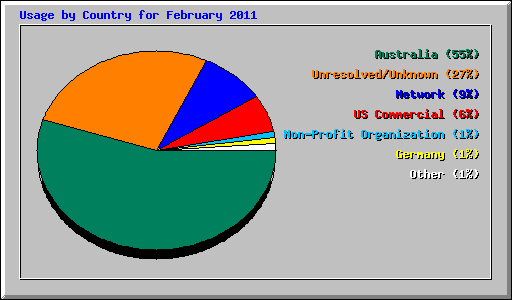 Usage by Country for February 2011
Australia (55%)
Unresolved/Unknown (27%)
Network (9%)
US Commercial (6%)
Non-Profit Organization (1%)
Germany (1%)
Other (1%)